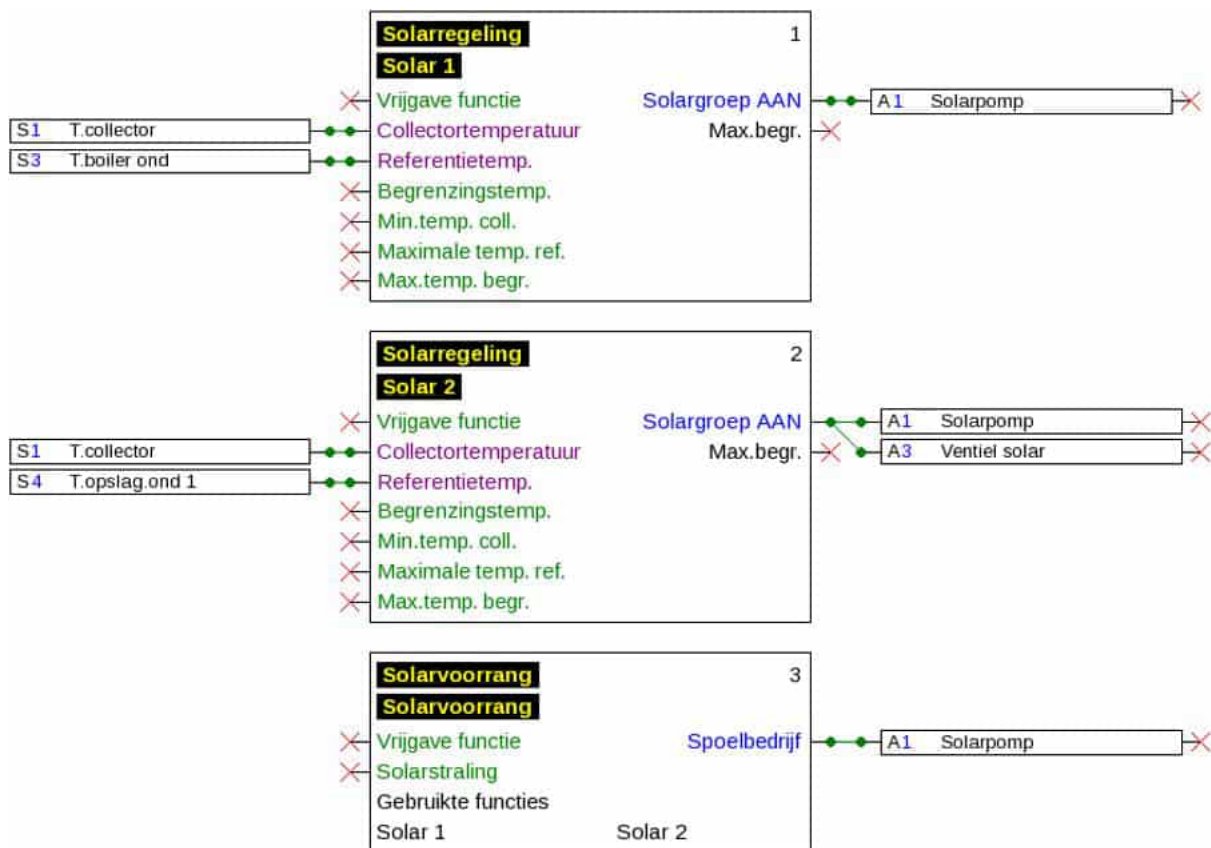 Solarregeling 1
Solar 1
Vrijgave functie Solargroep AAN A1 Solarpomp
S1 T.collector Collectortemperatuur Max.begr.
S3 T.boiler ond Referentietemp.
Begrenzingstemp.
Min.temp. coll.
Maximale temp. ref.
Max.temp. begr.
Solarregeling 2
Solar 2
Vrijgave functie Solargroep AAN A1 Solarpomp
S1 T.collector Collectortemperatuur Max.begr. A3 Ventiel solar
S4 T.opslag.ond 1 Referentietemp.
Begrenzingstemp.
Min.temp. coll.
Maximale temp. ref.
Max.temp. begr.
Solarvoorrang 3
Solarvoorrang
Vrijgave functie Spoelbedrijf A1 Solarpomp
Solarstraling
Gebruikte functies
Solar 1 Solar 2